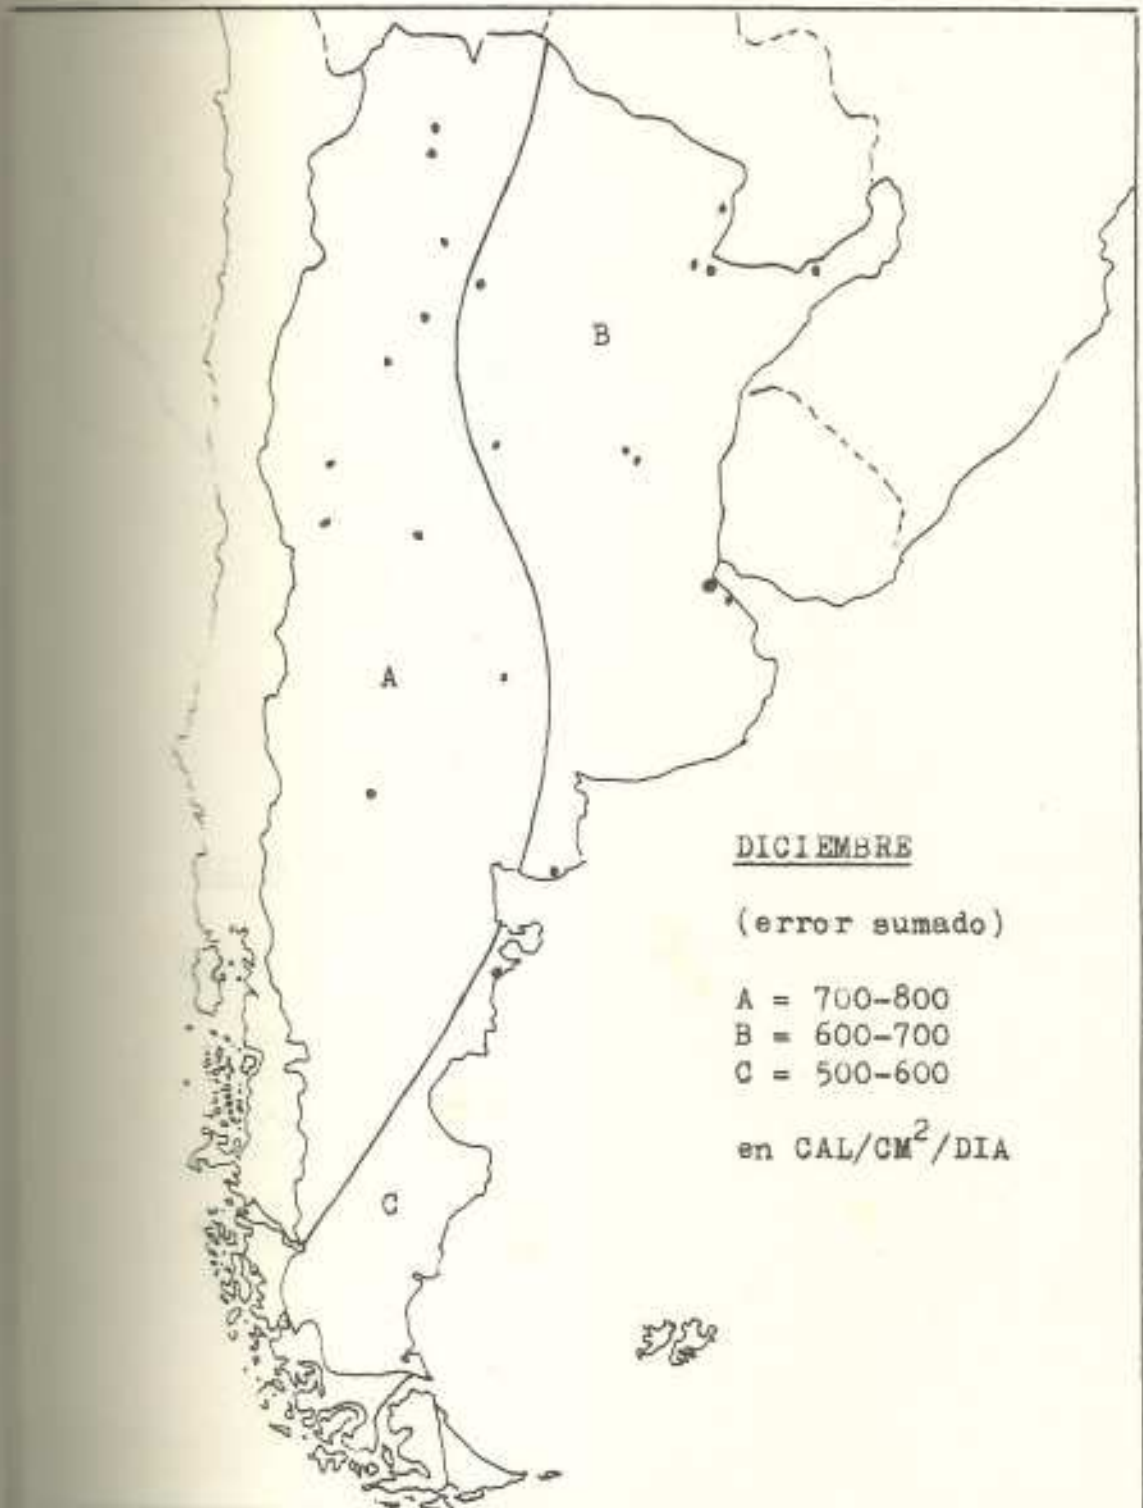 B
A
DICIEMBRE
(error sumado)
A = 700-800
B = 600-700
C = 500-600
en CAL/CM²/DIA
C